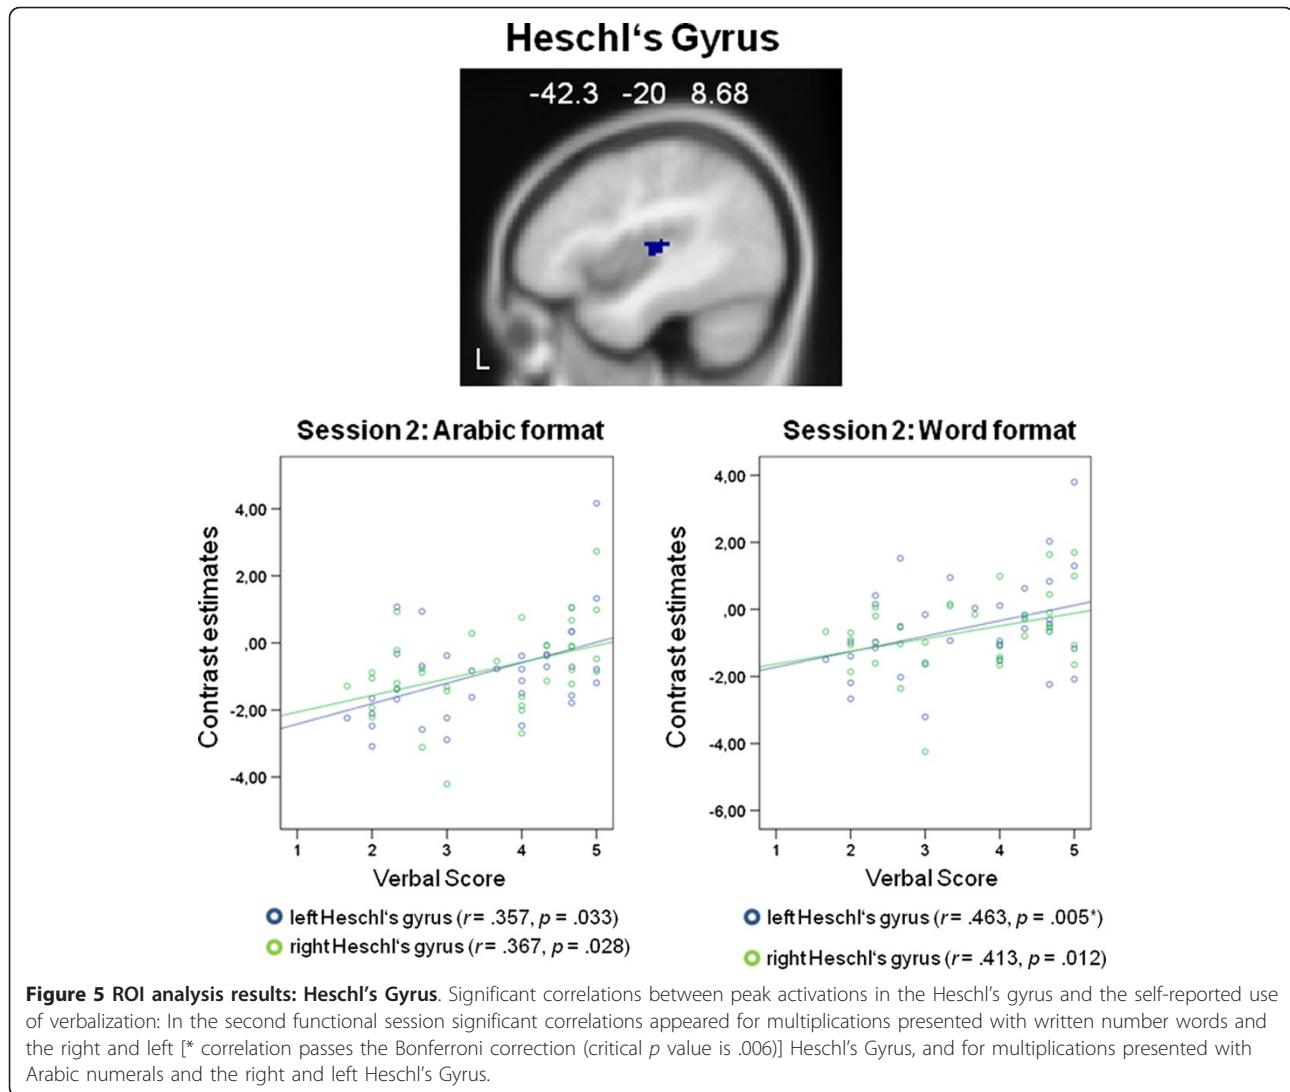 Heschl‘s Gyrus
-42.3 -20 8.68
L
Session 2: Arabic format
Contrast estimates
4,00
2,00
,00
-2,00
-4,00
1 2 3 4 5
Verbal Score
left Heschl‘s gyrus (r = .357, p = .033)
right Heschl‘s gyrus (r = .367, p = .028)
Session 2: Word format
Contrast estimates
4,00
2,00
,00
-2,00
-4,00
-6,00
1 2 3 4 5
Verbal Score
left Heschl‘s gyrus (r = .463, p = .005*)
right Heschl‘s gyrus (r = .413, p = .012)
Figure 5 ROI analysis results: Heschl’s Gyrus. Significant correlations between peak activations in the Heschl’s gyrus and the self-reported use
of verbalization: In the second functional session significant correlations appeared for multiplications presented with written number words and
the right and left [* correlation passes the Bonferroni correction (critical p value is .006)] Heschl’s Gyrus, and for multiplications presented with
Arabic numerals and the right and left Heschl’s Gyrus.